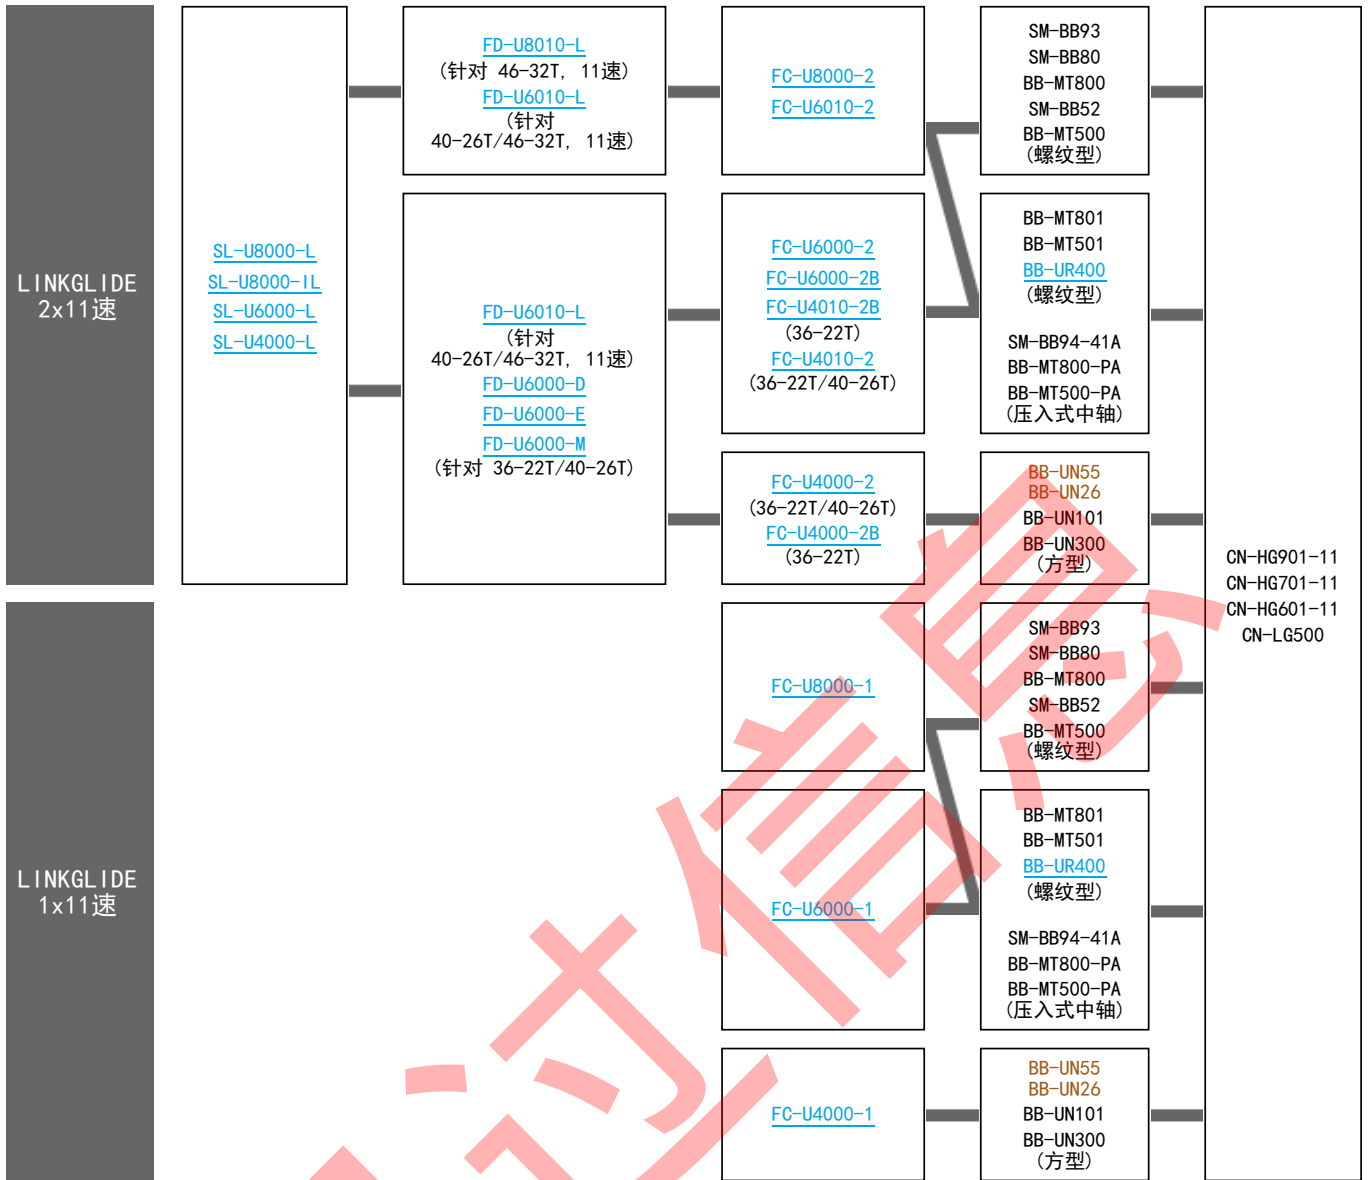 LINKGLIDE
2x11速
SL-U8000-L
SL-U8000-IL
SL-U6000-L
SL-U4000-L
FD-U8010-L
(针对 46-32T, 11速)
FD-U6010-L
(针对
40-26T/46-32T, 11速)
FD-U6010-L
(针对
40-26T/46-32T, 11速)
FD-U6000-D
FD-U6000-E
FD-U6000-M
(针对 36-22T/40-26T)
FC-U8000-2
FC-U6010-2
FC-U6000-2
FC-U6000-2B
FC-U4010-2B
(36-22T)
FC-U4010-2
(36-22T/40-26T)
FC-U4000-2
(36-22T/40-26T)
FC-U4000-2B
(36-22T)
SM-BB93
SM-BB80
BB-MT800
SM-BB52
BB-MT500
(螺纹型)
BB-MT801
BB-MT501
BB-UR400
(螺纹型)
SM-BB94-41A
BB-MT800-PA
BB-MT500-PA
(压入式中轴)
BB-UN55
BB-UN26
BB-UN101
BB-UN300
(方型)
CN-HG901-11
CN-HG701-11
CN-HG601-11
CN-LG500
LINKGLIDE
1x11速
FC-U8000-1
FC-U6000-1
FC-U4000-1
SM-BB93
SM-BB80
BB-MT800
SM-BB52
BB-MT500
(螺纹型)
BB-MT801
BB-MT501
BB-UR400
(螺纹型)
SM-BB94-41A
BB-MT800-PA
BB-MT500-PA
(压入式中轴)
BB-UN55
BB-UN26
BB-UN101
BB-UN300
(方型)
过信息